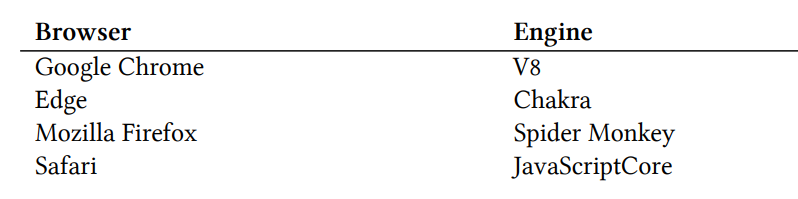 Browser Engine
Google Chrome V8
Edge Chakra
Mozilla Firefox Spider Monkey
Safari JavaScriptCore